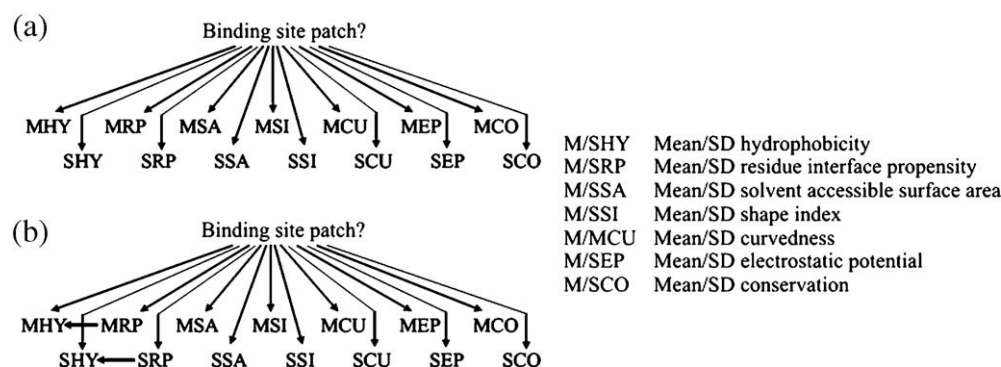 (a)
Binding site patch?
MHY MRP MSA MSI MCU MEP MCO
SHY SRP SSA SSI SCU SEP SCO
(b)
Binding site patch?
MHY MRP MSA MSI MCU MEP MCO
SHY SRP SSA SSI SCU SEP SCO
M/SHY Mean/SD hydrophobicity
M/SRP Mean/SD residue interface propensity
M/SSA Mean/SD solvent accessible surface area
M/SSI Mean/SD shape index
M/MCU Mean/SD curvedness
M/SEP Mean/SD electrostatic potential
M/SCO Mean/SD conservation